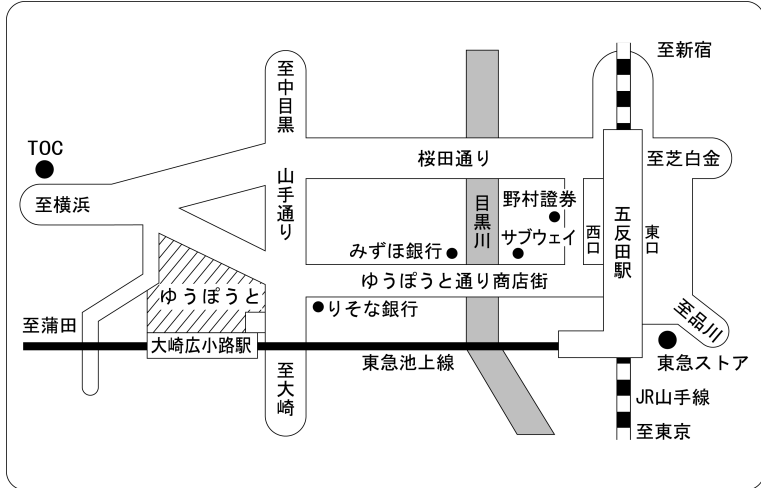 至新宿
至中目黒
TOC
桜田通り
至芝白金
山手通り
至横浜
目黒川
野村證券
西口
五反田駅
東口
みずほ銀行
サブウェイ
ゆうぽうと通り商店街
ゆうぽうと
りそな銀行
至品川
至蒲田
大崎広小路駅
東急池上線
東急ストア
至大崎
JR山手線
至東京